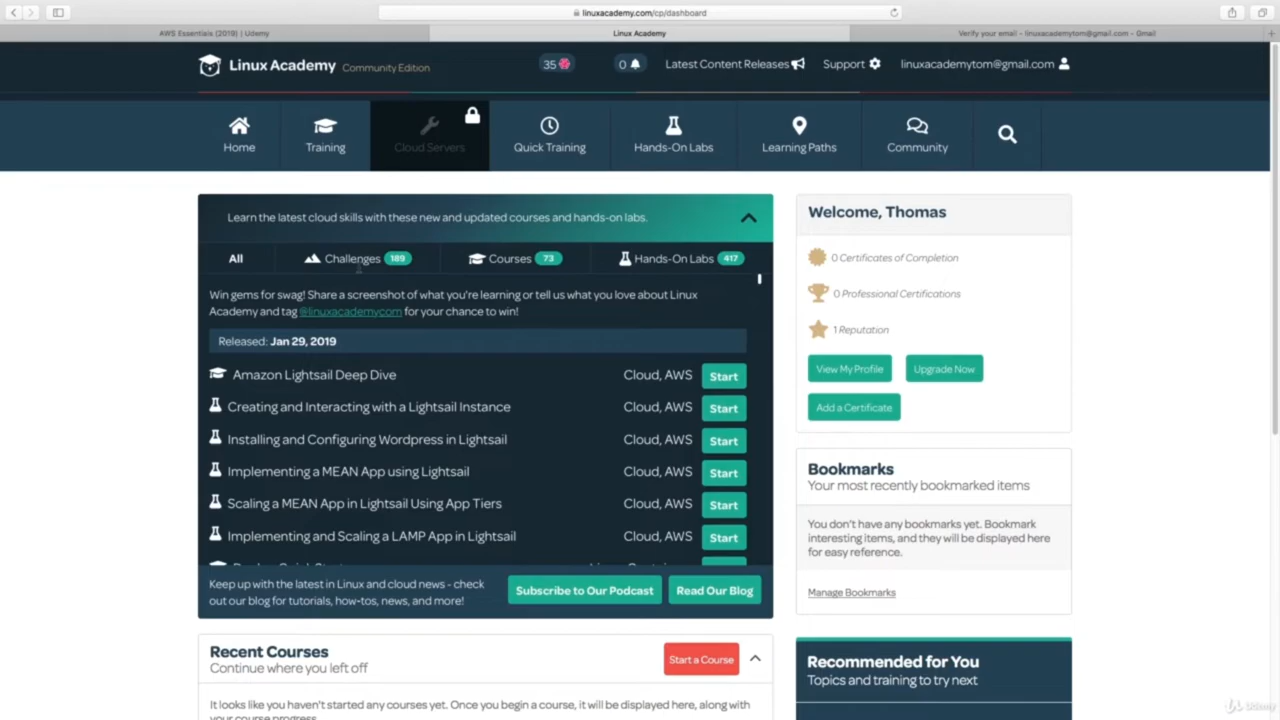 linuxacademy.com/cp/dashboard
AWS Essentials (2019) | Udemy
Linux Academy
Verify your email - linuxacademytom@gmail.com - Gmail
Linux Academy Community Edition
35
0
Latest Content Releases
Support
linuxacademytom@gmail.com
Home
Training
Cloud Servers
Quick Training
Hands-On Labs
Learning Paths
Community
Learn the latest cloud skills with these new and updated courses and hands-on labs.
All
Challenges 189
Courses 73
Hands-On Labs 417
Win gems for swag! Share a screenshot of what you're learning or tell us what you love about Linux
Academy and tag @linuxacademycom for your chance to win!
Released: Jan 29, 2019
Amazon Lightsail Deep Dive Cloud, AWS Start
Creating and Interacting with a Lightsail Instance Cloud, AWS Start
Installing and Configuring Wordpress in Lightsail Cloud, AWS Start
Implementing a MEAN App using Lightsail Cloud, AWS Start
Scaling a MEAN App in Lightsail Using App Tiers Cloud, AWS Start
Implementing and Scaling a LAMP App in Lightsail Cloud, AWS Start
Keep up with the latest in Linux and cloud news - check
out our blog for tutorials, how-tos, news, and more!
Subscribe to Our Podcast
Read Our Blog
Recent Courses
Continue where you left off
Start a Course
It looks like you haven't started any courses yet. Once you begin a course, it will be displayed here, along with
your course progress.
Welcome, Thomas
0 Certificates of Completion
0 Professional Certifications
1 Reputation
View My Profile
Upgrade Now
Add a Certificate
Bookmarks
Your most recently bookmarked items
You don't have any bookmarks yet. Bookmark
interesting items, and they will be displayed here
for easy reference.
Manage Bookmarks
Recommended for You
Topics and training to try next
Udemy